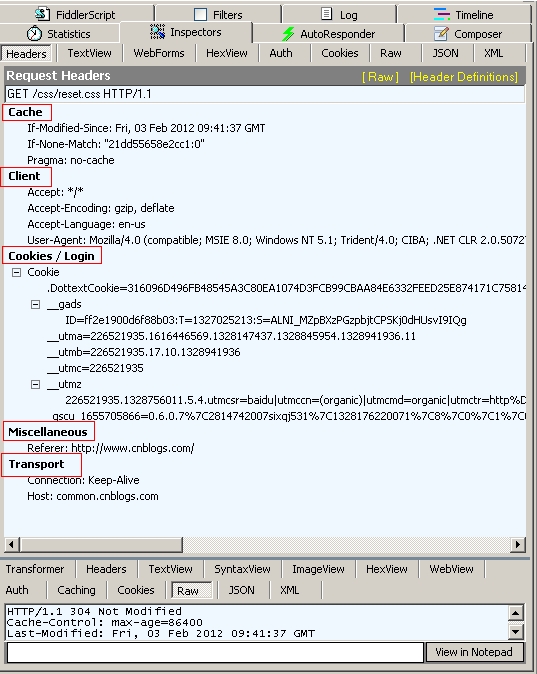 FiddlerScript Filters Log Timeline
Statistics Inspectors AutoResponder Composer
Headers TextView WebForms HexView Auth Cookies Raw JSON XML
Request Headers [ Raw ] [Header Definitions]
GET /css/reset.css HTTP/1.1
Cache
If-Modified-Since: Fri, 03 Feb 2012 09:41:37 GMT
If-None-Match: "21dd55658e2cc1:0"
Pragma: no-cache
Client
Accept: */*
Accept-Encoding: gzip, deflate
Accept-Language: en-us
User-Agent: Mozilla/4.0 (compatible; MSIE 8.0; Windows NT 5.1; Trident/4.0; CIBA; .NET CLR 2.0.5072
Cookies / Login
Cookie
.DottextCookie=316096D496FB48545A3C80EA1074D3FCB99CBAA84E6332FEED25E874171C75814
__gads
ID=ff2e1900d6f88b03:T=1327025213:S=ALNI_MZpBXzPGzpbjtCPSKj0dHUsvI9IQg
__utma=226521935.1616446569.1328147437.1328845954.1328941936.11
__utmb=226521935.17.10.1328941936
__utmc=226521935
__utmz
226521935.1328756011.5.4.utmcsr=baidu|utmccn=(organic)|utmcmd=organic|utmctr=http%D
_gscu_1655705866=0.6.0.7%7C2814742007sixqj531%7C1328176220071%7C8%7C0%7C1%7C
Miscellaneous
Referer: http://www.cnblogs.com/
Transport
Connection: Keep-Alive
Host: common.cnblogs.com
Transformer Headers TextView SyntaxView ImageView HexView WebView
Auth Caching Cookies Raw JSON XML
HTTP/1.1 304 Not Modified
Cache-Control: max-age=86400
Last-Modified: Fri, 03 Feb 2012 09:41:37 GMT
View in Notepad